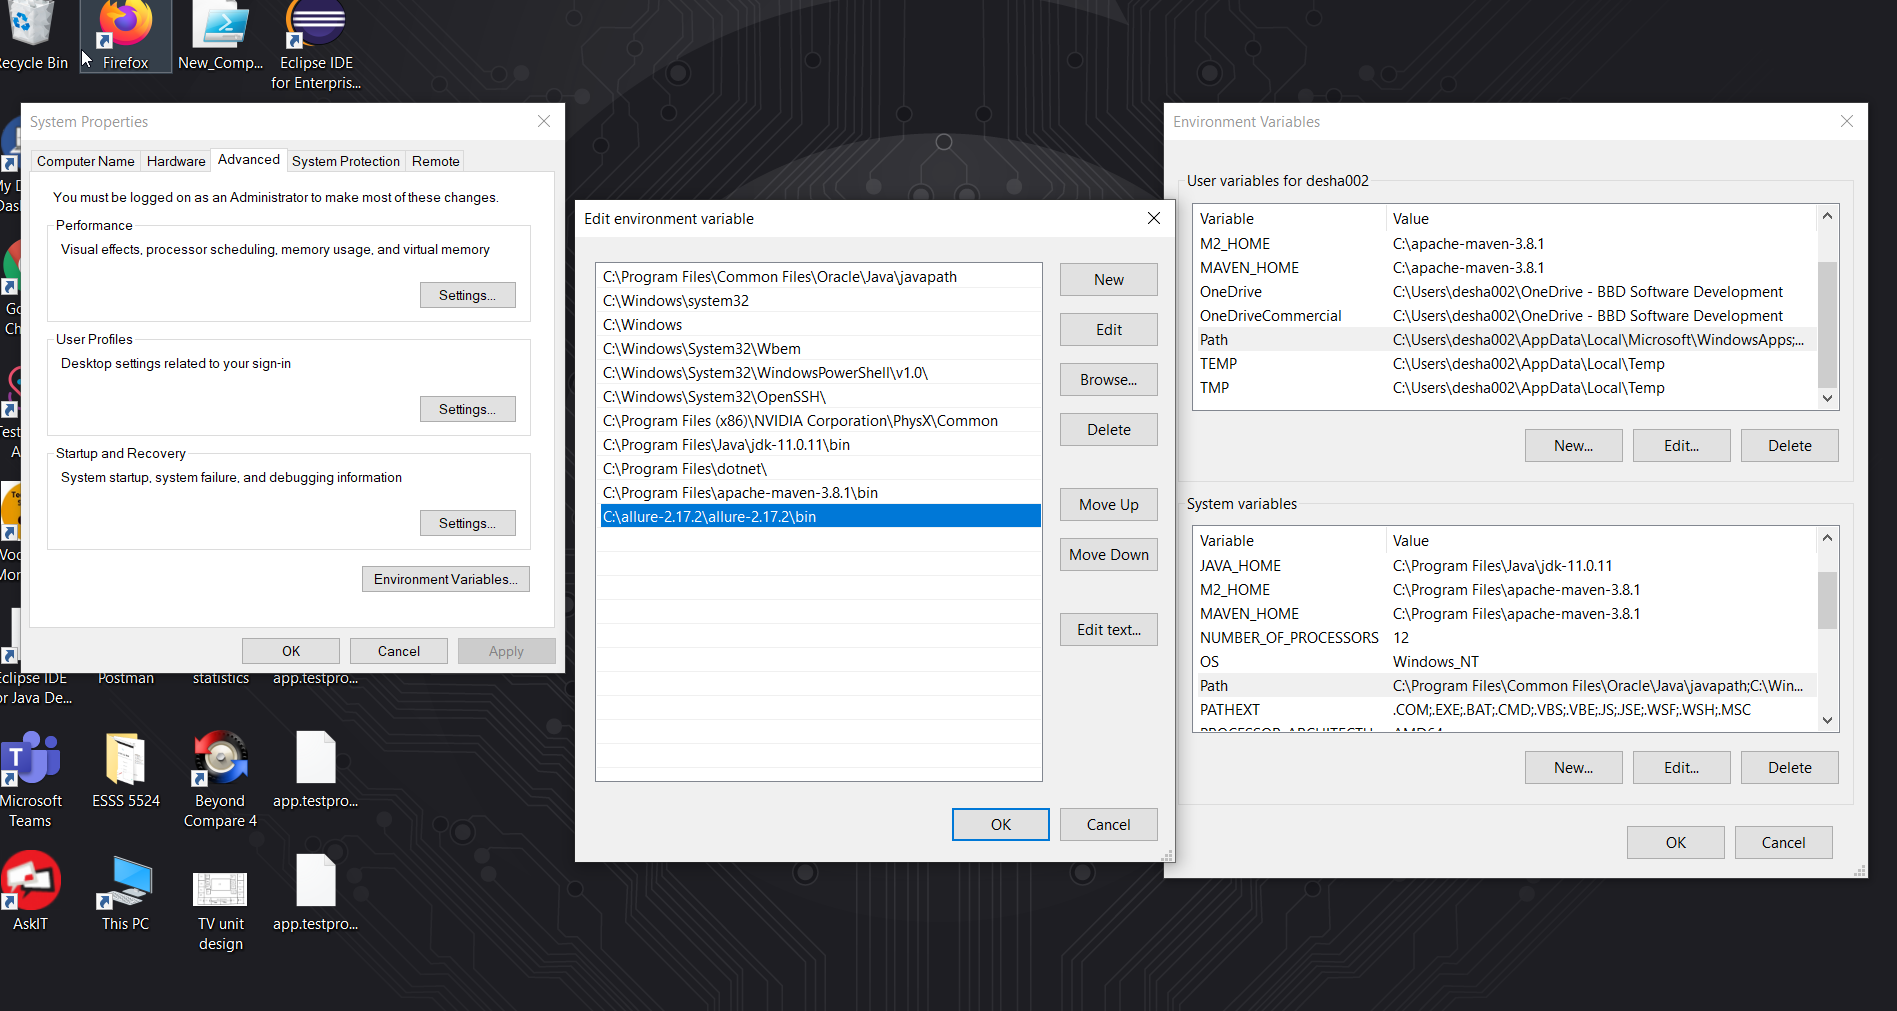 Recycle Bin
Firefox
New_Comp...
Eclipse IDE
for Enterpris...
System Properties
Computer Name
Hardware
Advanced
System Protection
Remote
You must be logged on as an Administrator to make most of these changes.
Performance
Visual effects, processor scheduling, memory usage, and virtual memory
Settings...
User Profiles
Desktop settings related to your sign-in
Settings...
Startup and Recovery
System startup, system failure, and debugging information
Settings...
Environment Variables...
OK
Cancel
Apply
Eclipse IDE
or Java De...
Postman
statistics
app.testpro...
Microsoft
Teams
ESSS 5524
Beyond
Compare 4
app.testpro...
AskIT
This PC
TV unit
design
app.testpro...
Edit environment variable
C:\Program Files\Common Files\Oracle\Java\javapath
C:\Windows\system32
C:\Windows
C:\Windows\System32\Wbem
C:\Windows\System32\WindowsPowerShell\v1.0\
C:\Windows\System32\OpenSSH\
C:\Program Files (x86)\NVIDIA Corporation\PhysX\Common
C:\Program Files\Java\jdk-11.0.11\bin
C:\Program Files\dotnet\
C:\Program Files\apache-maven-3.8.1\bin
C:\allure-2.17.2\allure-2.17.2\bin
New
Edit
Browse...
Delete
Move Up
Move Down
Edit text...
OK
Cancel
Environment Variables
User variables for desha002
Variable Value
M2_HOME C:\apache-maven-3.8.1
MAVEN_HOME C:\apache-maven-3.8.1
OneDrive C:\Users\desha002\OneDrive - BBD Software Development
OneDriveCommercial C:\Users\desha002\OneDrive - BBD Software Development
Path C:\Users\desha002\AppData\Local\Microsoft\WindowsApps;...
TEMP C:\Users\desha002\AppData\Local\Temp
TMP C:\Users\desha002\AppData\Local\Temp
New...
Edit...
Delete
System variables
Variable Value
JAVA_HOME C:\Program Files\Java\jdk-11.0.11
M2_HOME C:\Program Files\apache-maven-3.8.1
MAVEN_HOME C:\Program Files\apache-maven-3.8.1
NUMBER_OF_PROCESSORS 12
OS Windows_NT
Path C:\Program Files\Common Files\Oracle\Java\javapath;C:\Win...
PATHEXT .COM;.EXE;.BAT;.CMD;.VBS;.VBE;.JS;.JSE;.WSF;.WSH;.MSC
New...
Edit...
Delete
OK
Cancel